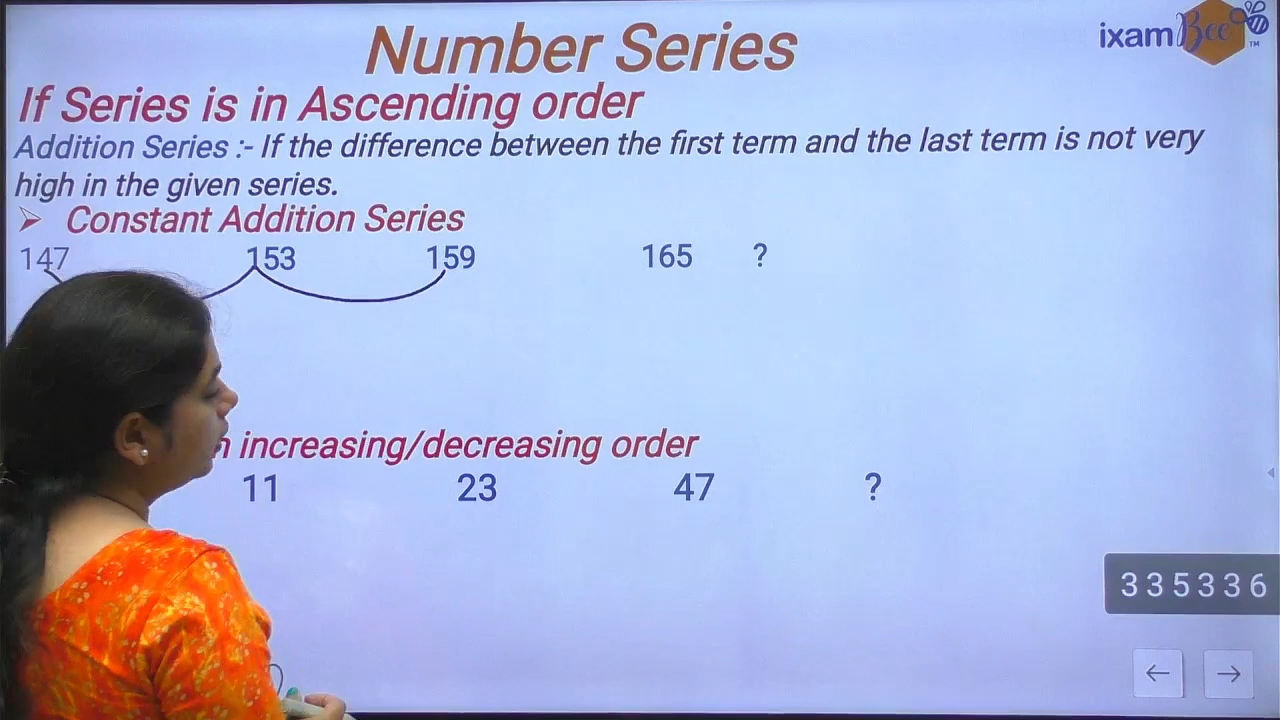 Number Series
ixamBee™
If Series is in Ascending order
Addition Series :- If the difference between the first term and the last term is not very
high in the given series.
➢ Constant Addition Series
147 153 159 165 ?
increasing/decreasing order
11 23 47 ?
335336
← →